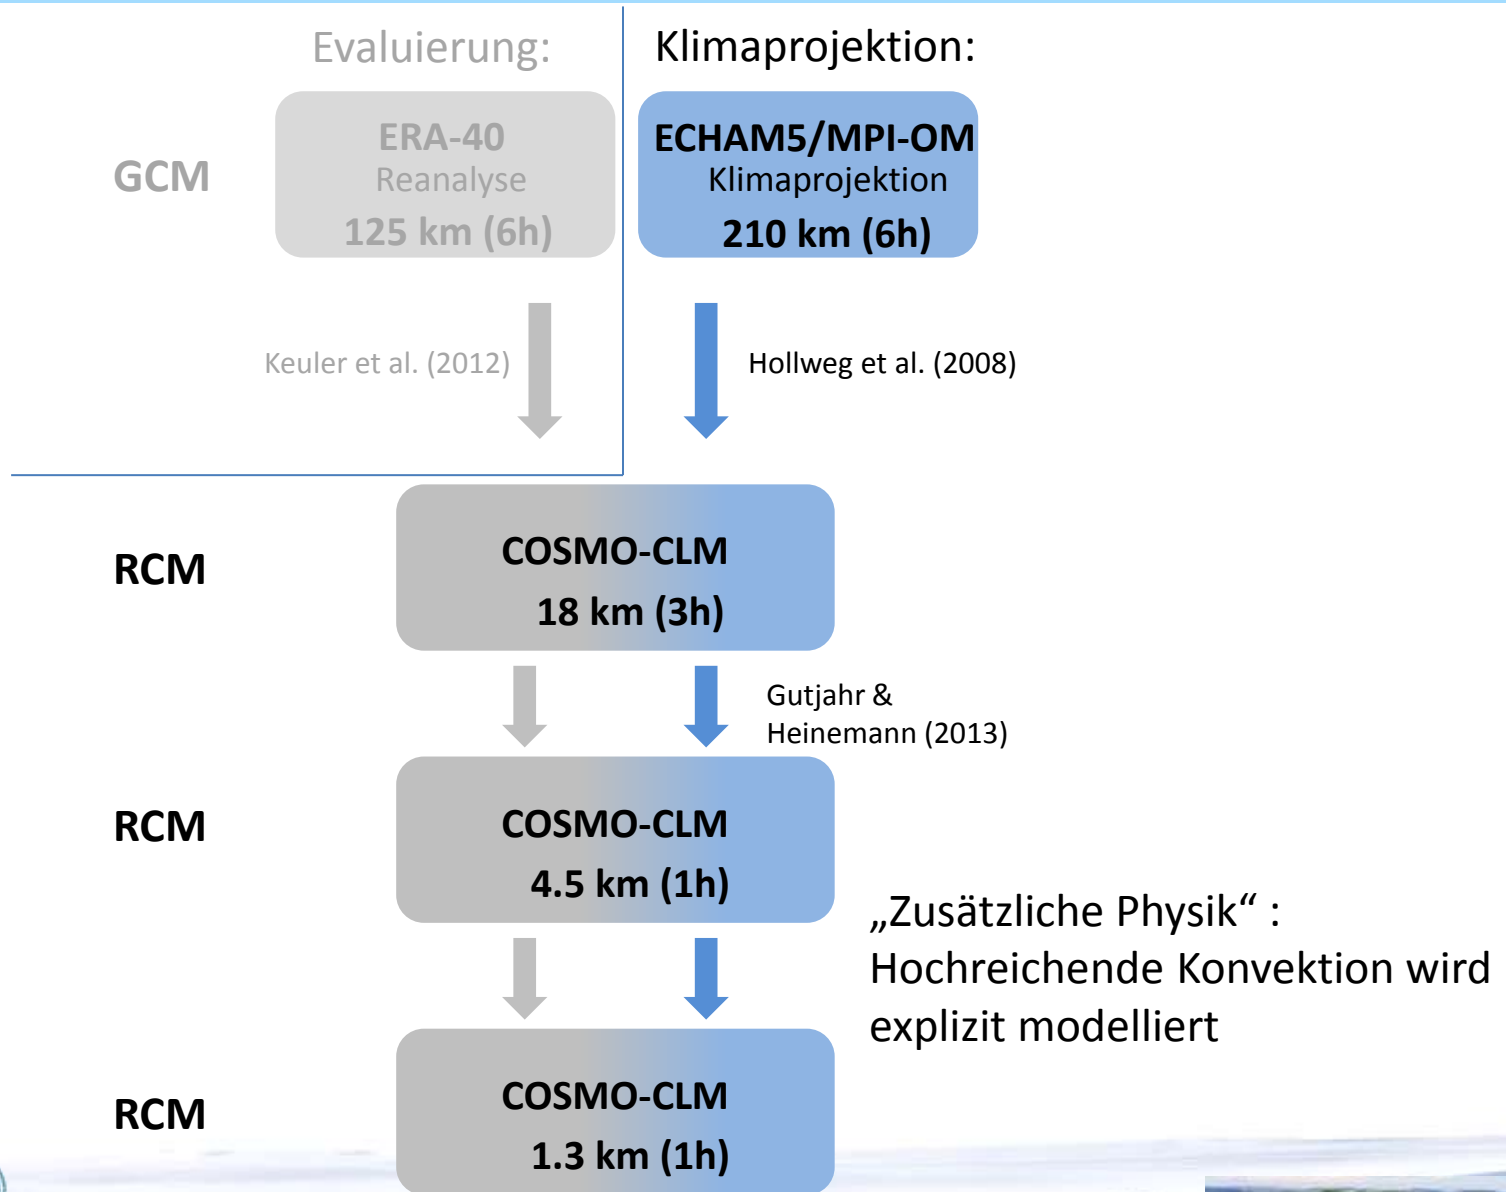 Evaluierung:
Klimaprojektion:
GCM
ERA-40
Reanalyse
125 km (6h)
ECHAM5/MPI-OM
Klimaprojektion
210 km (6h)
Keuler et al. (2012)
Hollweg et al. (2008)
RCM
COSMO-CLM
18 km (3h)
Gutjahr &
Heinemann (2013)
RCM
COSMO-CLM
4.5 km (1h)
„Zusätzliche Physik“ :
Hochreichende Konvektion wird
explizit modelliert
RCM
COSMO-CLM
1.3 km (1h)